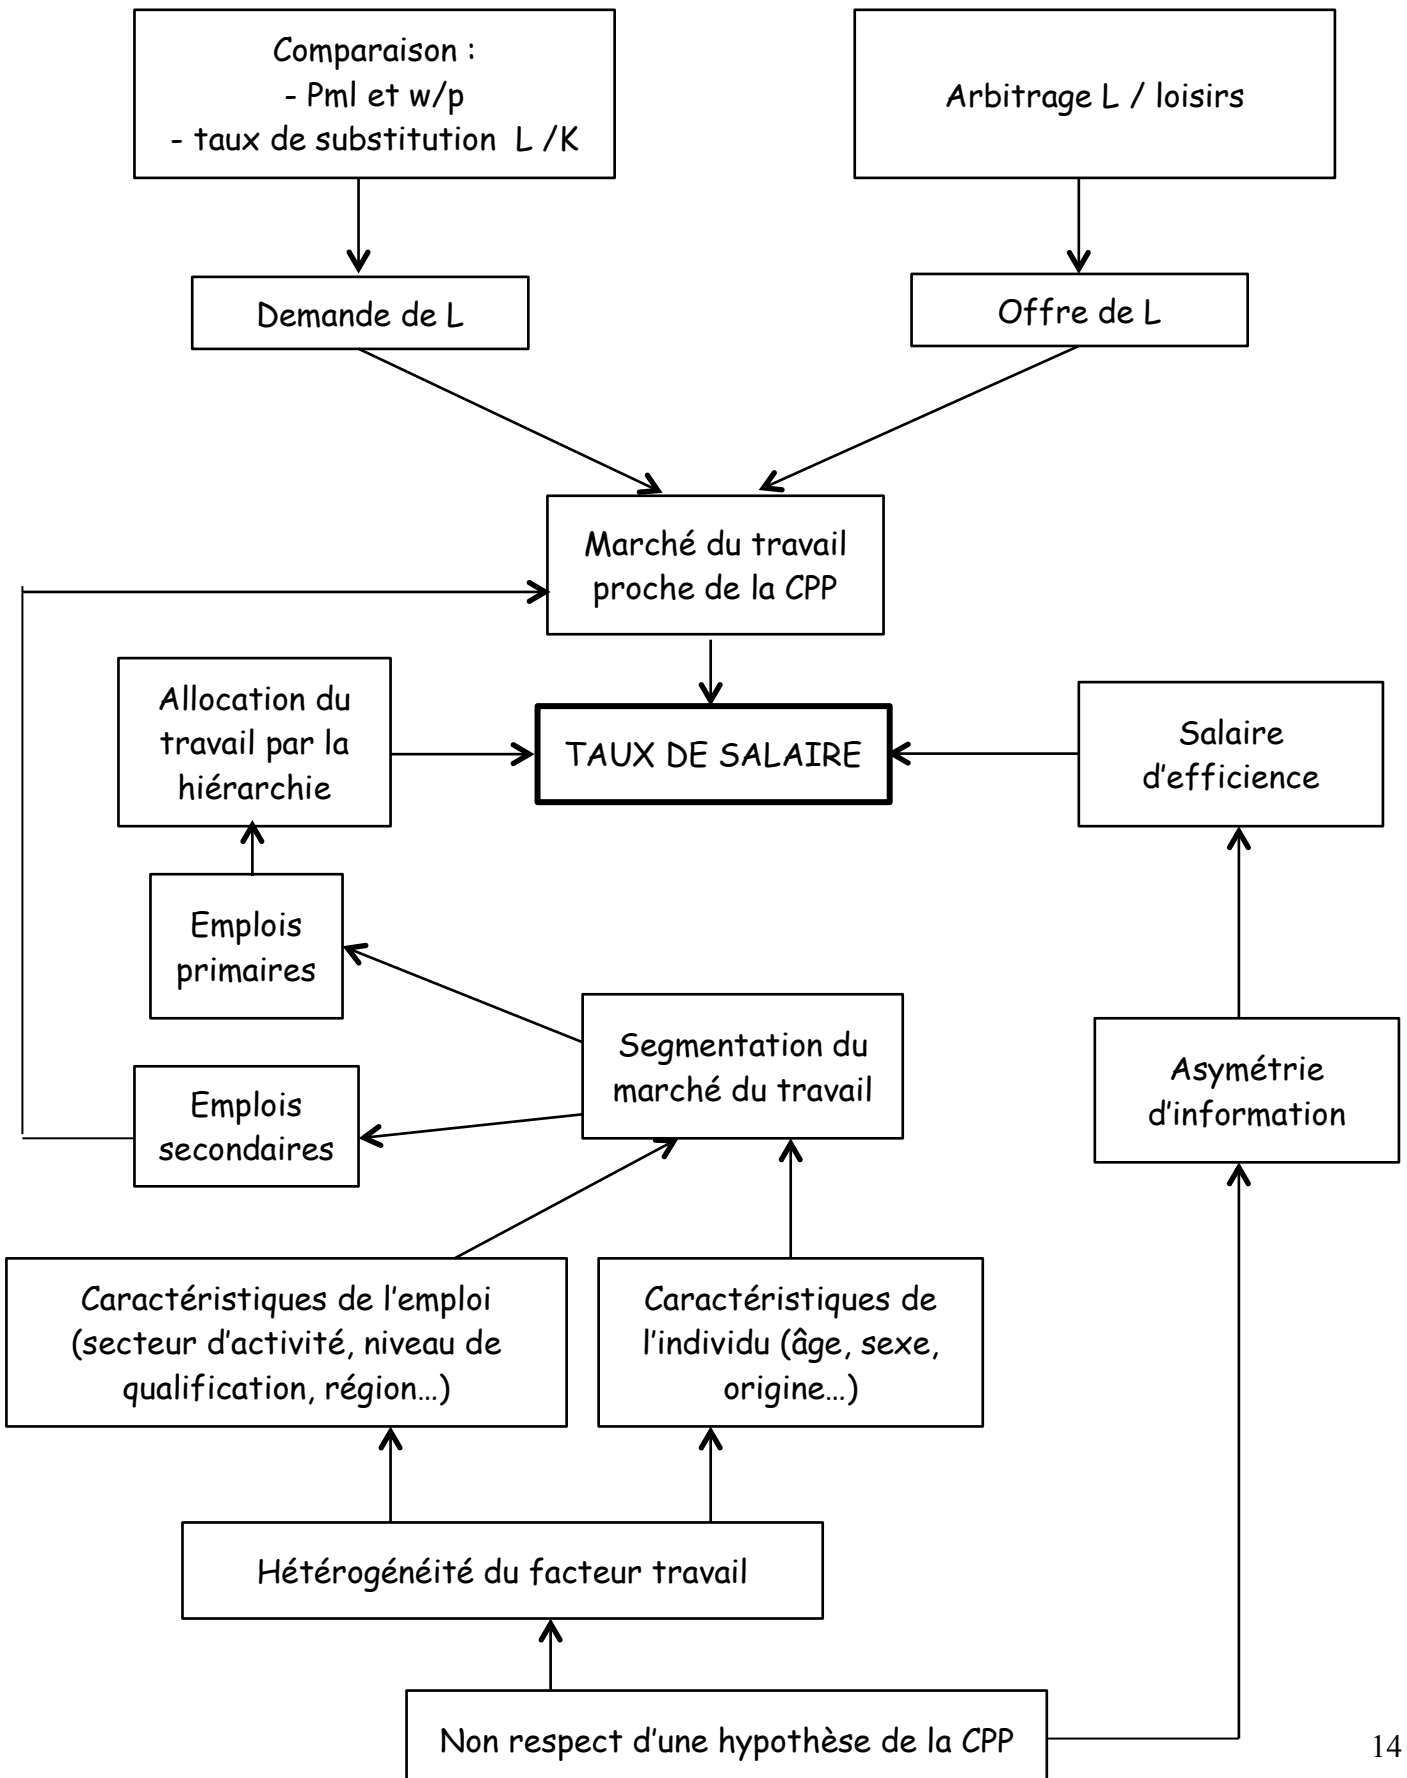 Comparaison :
- Pml et w/p
- taux de substitution L /K
Arbitrage L / loisirs
Demande de L
Offre de L
Marché du travail
proche de la CPP
Allocation du
travail par la
hiérarchie
TAUX DE SALAIRE
Salaire
d'efficience
Emplois
primaires
Segmentation du
marché du travail
Asymétrie
d'information
Emplois
secondaires
Caractéristiques de l'emploi
(secteur d'activité, niveau de
qualification, région…)
Caractéristiques de
l'individu (âge, sexe,
origine…)
Hétérogénéité du facteur travail
Non respect d'une hypothèse de la CPP
14